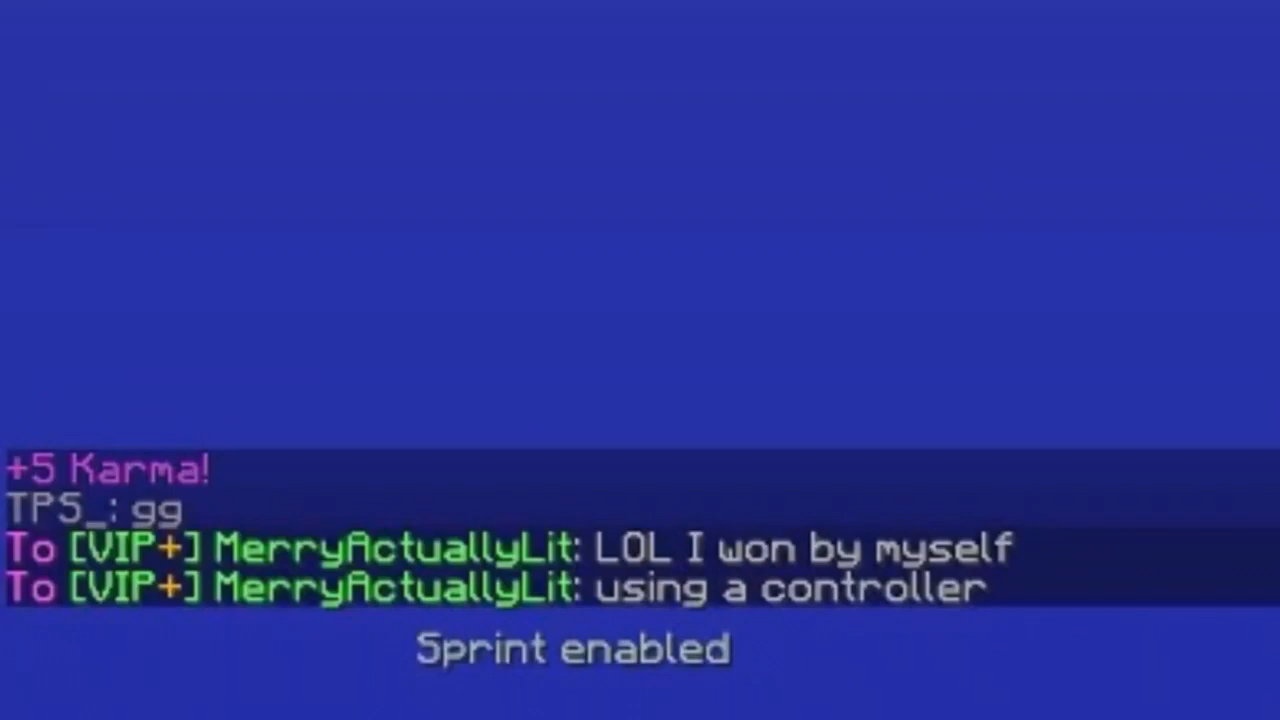 +5 Karma!
TPS_: gg
To [VIP+] MerryActuallyLit: LOL I won by myself
To [VIP+] MerryActuallyLit: using a controller
Sprint enabled